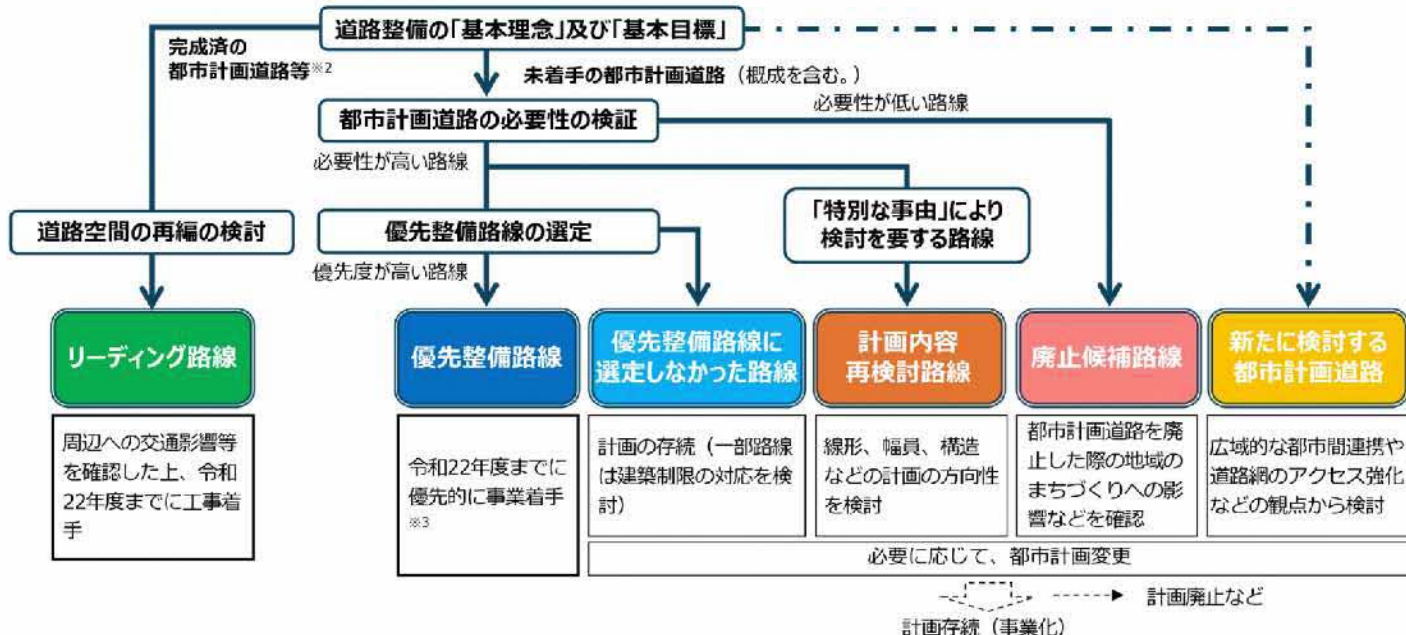 道路整備の「基本理念」及び「基本目標」
完成済の
都市計画道路等※2
未着手の都市計画道路（概成を含む。）
必要性が低い路線
都市計画道路の必要性の検証
必要性が高い路線
道路空間の再編の検討
優先整備路線の選定
「特別な事由」により
検討を要する路線
優先度が高い路線
リーディング路線
優先整備路線
優先整備路線に
選定しなかった路線
計画内容
再検討路線
廃止候補路線
新たに検討する
都市計画道路
周辺への交通影響等
を確認した上、令和
22年度までに工事着
手
令和22年度までに
優先的に事業着手
※3
計画の存続（一部路線
は建築制限の対応を検
討）
線形、幅員、構造
などの計画の方向性
を検討
都市計画道路を廃
止した際の地域の
まちづくりへの影
響などを確認
広域的な都市間連携や
道路網のアクセス強化
などの観点から検討
必要に応じて、都市計画変更
計画廃止など
計画存続（事業化）